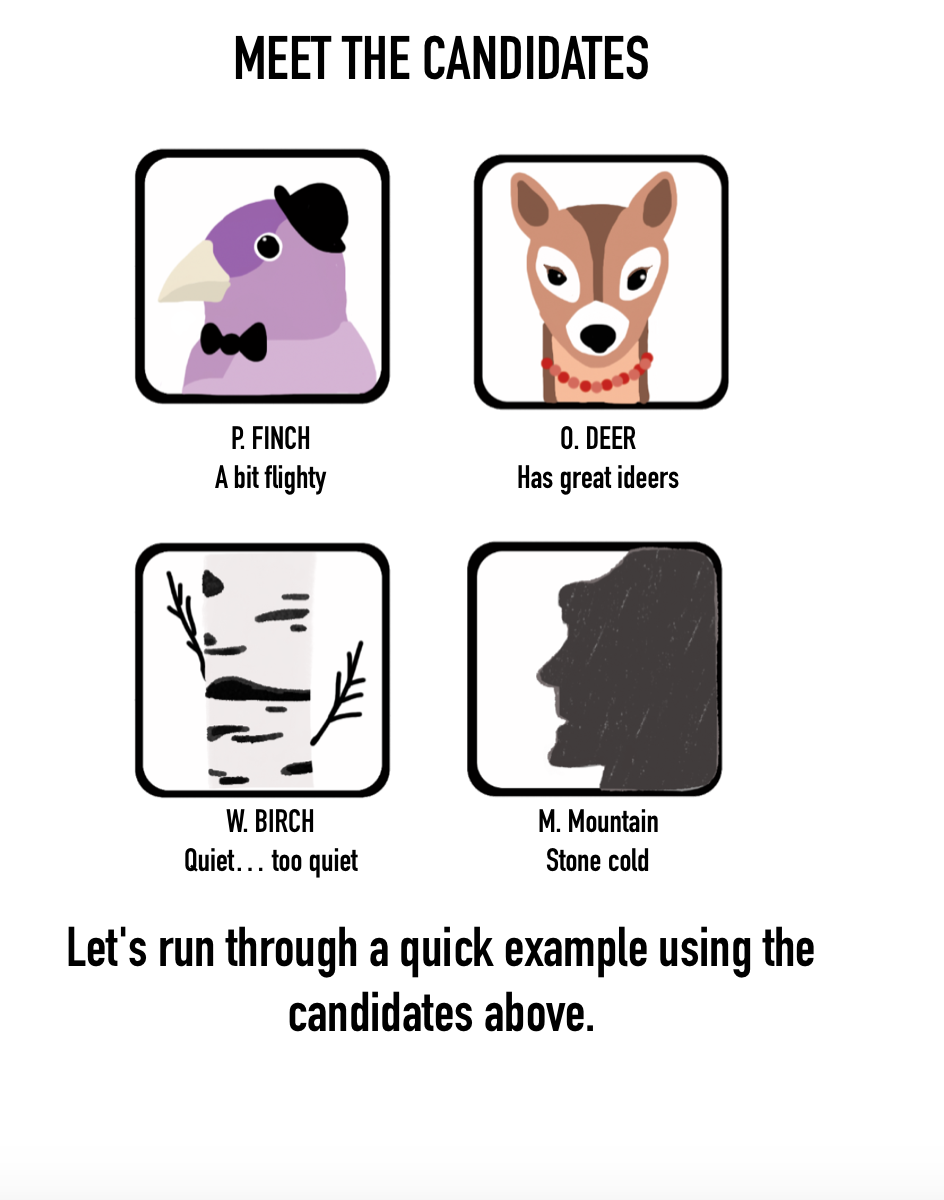 MEET THE CANDIDATES
P. FINCH
A bit flighty
O. DEER
Has great ideers
W. BIRCH
Quiet... too quiet
M. Mountain
Stone cold
Let's run through a quick example using the
candidates above.